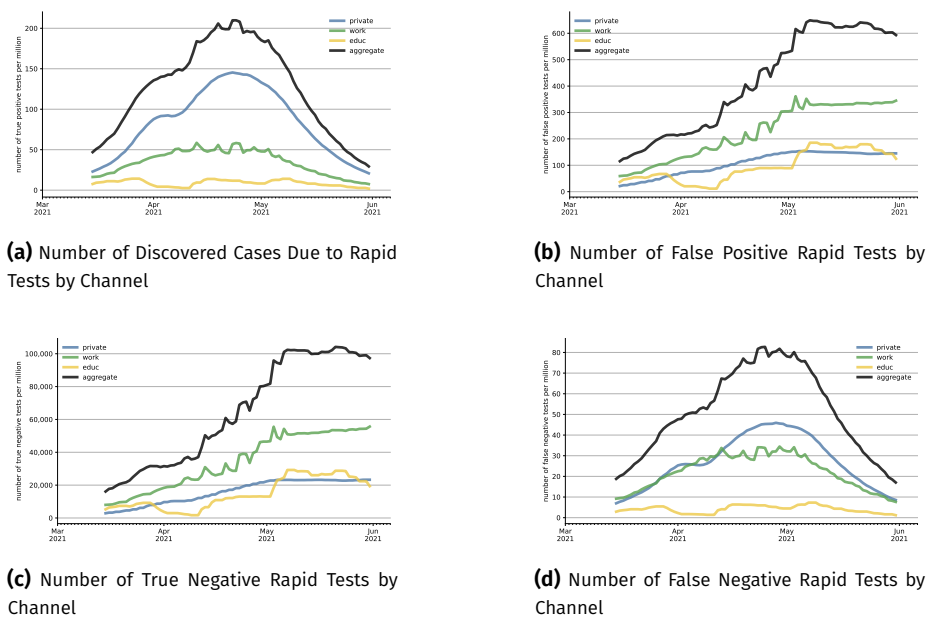 number of true positive tests per million
200
150
100
50
0
private
work
educ
aggregate
Mar
2021
Apr
2021
May
2021
Jun
2021
(a) Number of Discovered Cases Due to Rapid
Tests by Channel
number of false positive tests per million
600
500
400
300
200
100
0
private
work
educ
aggregate
Mar
2021
Apr
2021
May
2021
Jun
2021
(b) Number of False Positive Rapid Tests by
Channel
number of true negative tests per million
100,000
80,000
60,000
40,000
20,000
0
private
work
educ
aggregate
Mar
2021
Apr
2021
May
2021
Jun
2021
(c) Number of True Negative Rapid Tests by
Channel
number of false negative tests per million
80
70
60
50
40
30
20
10
0
private
work
educ
aggregate
Mar
2021
Apr
2021
May
2021
Jun
2021
(d) Number of False Negative Rapid Tests by
Channel